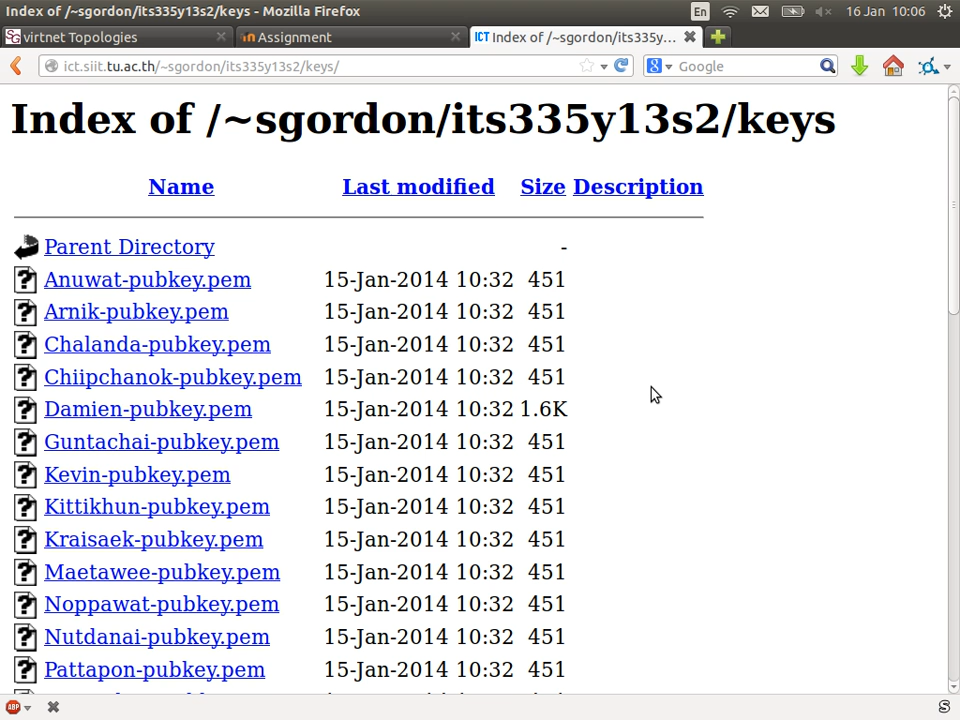 Index of /~sgordon/its335y13s2/keys - Mozilla Firefox En 16 Jan 10:06
virtnet Topologies Assignment ICT Index of /~sgordon/its335y...
ict.siit.tu.ac.th/~sgordon/its335y13s2/keys/ Google
Index of /~sgordon/its335y13s2/keys
Name Last modified Size Description
Parent Directory -
Anuwat-pubkey.pem 15-Jan-2014 10:32 451
Arnik-pubkey.pem 15-Jan-2014 10:32 451
Chalanda-pubkey.pem 15-Jan-2014 10:32 451
Chiipchanok-pubkey.pem 15-Jan-2014 10:32 451
Damien-pubkey.pem 15-Jan-2014 10:32 1.6K
Guntachai-pubkey.pem 15-Jan-2014 10:32 451
Kevin-pubkey.pem 15-Jan-2014 10:32 451
Kittikhun-pubkey.pem 15-Jan-2014 10:32 451
Kraisaek-pubkey.pem 15-Jan-2014 10:32 451
Maetawee-pubkey.pem 15-Jan-2014 10:32 451
Noppawat-pubkey.pem 15-Jan-2014 10:32 451
Nutdanai-pubkey.pem 15-Jan-2014 10:32 451
Pattapon-pubkey.pem 15-Jan-2014 10:32 451
ABP S